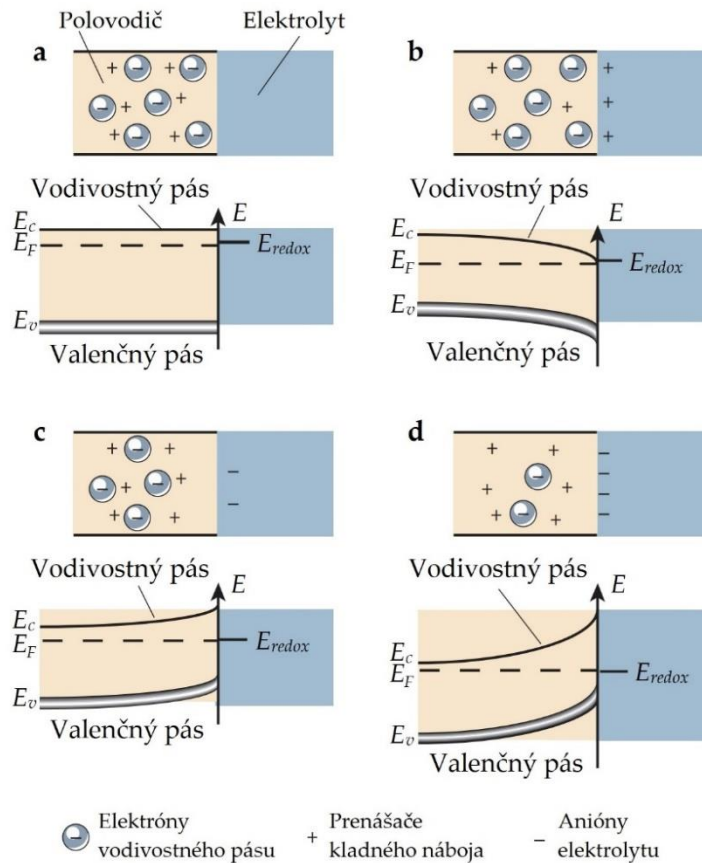 Polovodič
Elektrolyt
a
Vodivostný pás
E
Ec
EF
Eredox
Ev
Valenčný pás
b
Vodivostný pás
E
Ec
EF
Eredox
Ev
Valenčný pás
c
Vodivostný pás
E
Ec
EF
Eredox
Ev
Valenčný pás
d
Vodivostný pás
E
Ec
EF
Eredox
Ev
Valenčný pás
Elektróny
vodivostného pásu
+ Prenášače
kladného náboja
– Anióny
elektrolytu